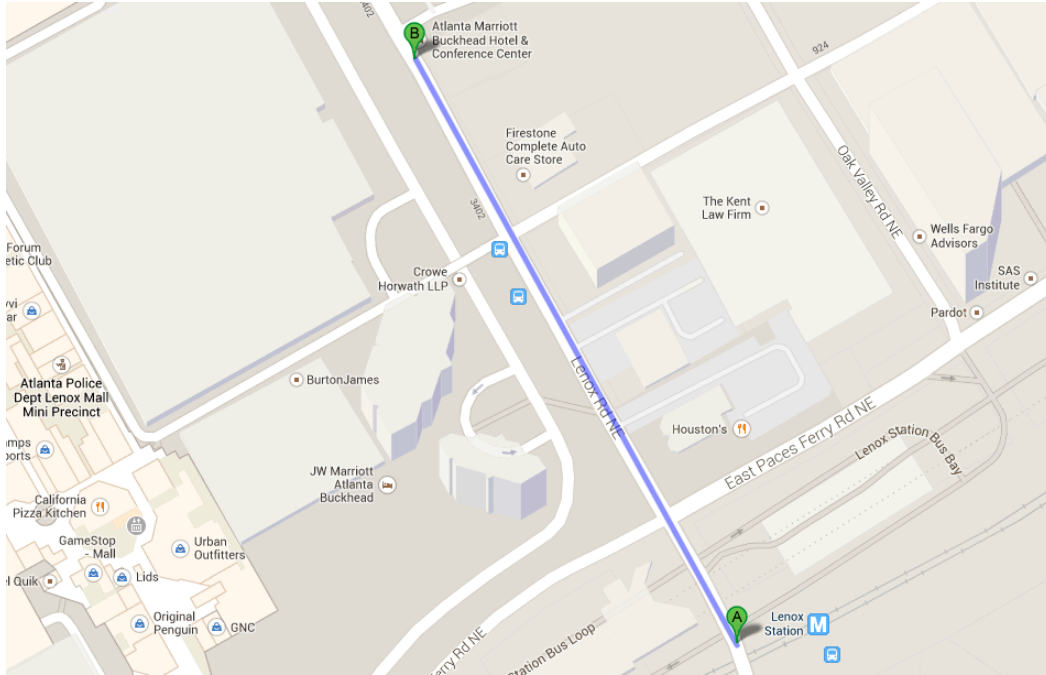 3402
B
Atlanta Marriott
Buckhead Hotel &
Conference Center
924
Firestone
Complete Auto
Care Store
Oak Valley Rd NE
3402
The Kent
Law Firm
Wells Fargo
Advisors
Forum
etic Club
Crowe
Horwath LLP
SAS
Institute
Pardot
vi
ar
Atlanta Police
Dept Lenox Mall
Mini Precinct
BurtonJames
Lenox Rd NE
Houston's
East Paces Ferry Rd NE
Lenox Station Bus Bay
amps
ports
JW Marriott
Atlanta
Buckhead
California
Pizza Kitchen
GameStop
- Mall
Urban
Outfitters
el Quik
Lids
Original
Penguin
GNC
A
Lenox
Station
M
Station Bus Loop
erry Rd NE